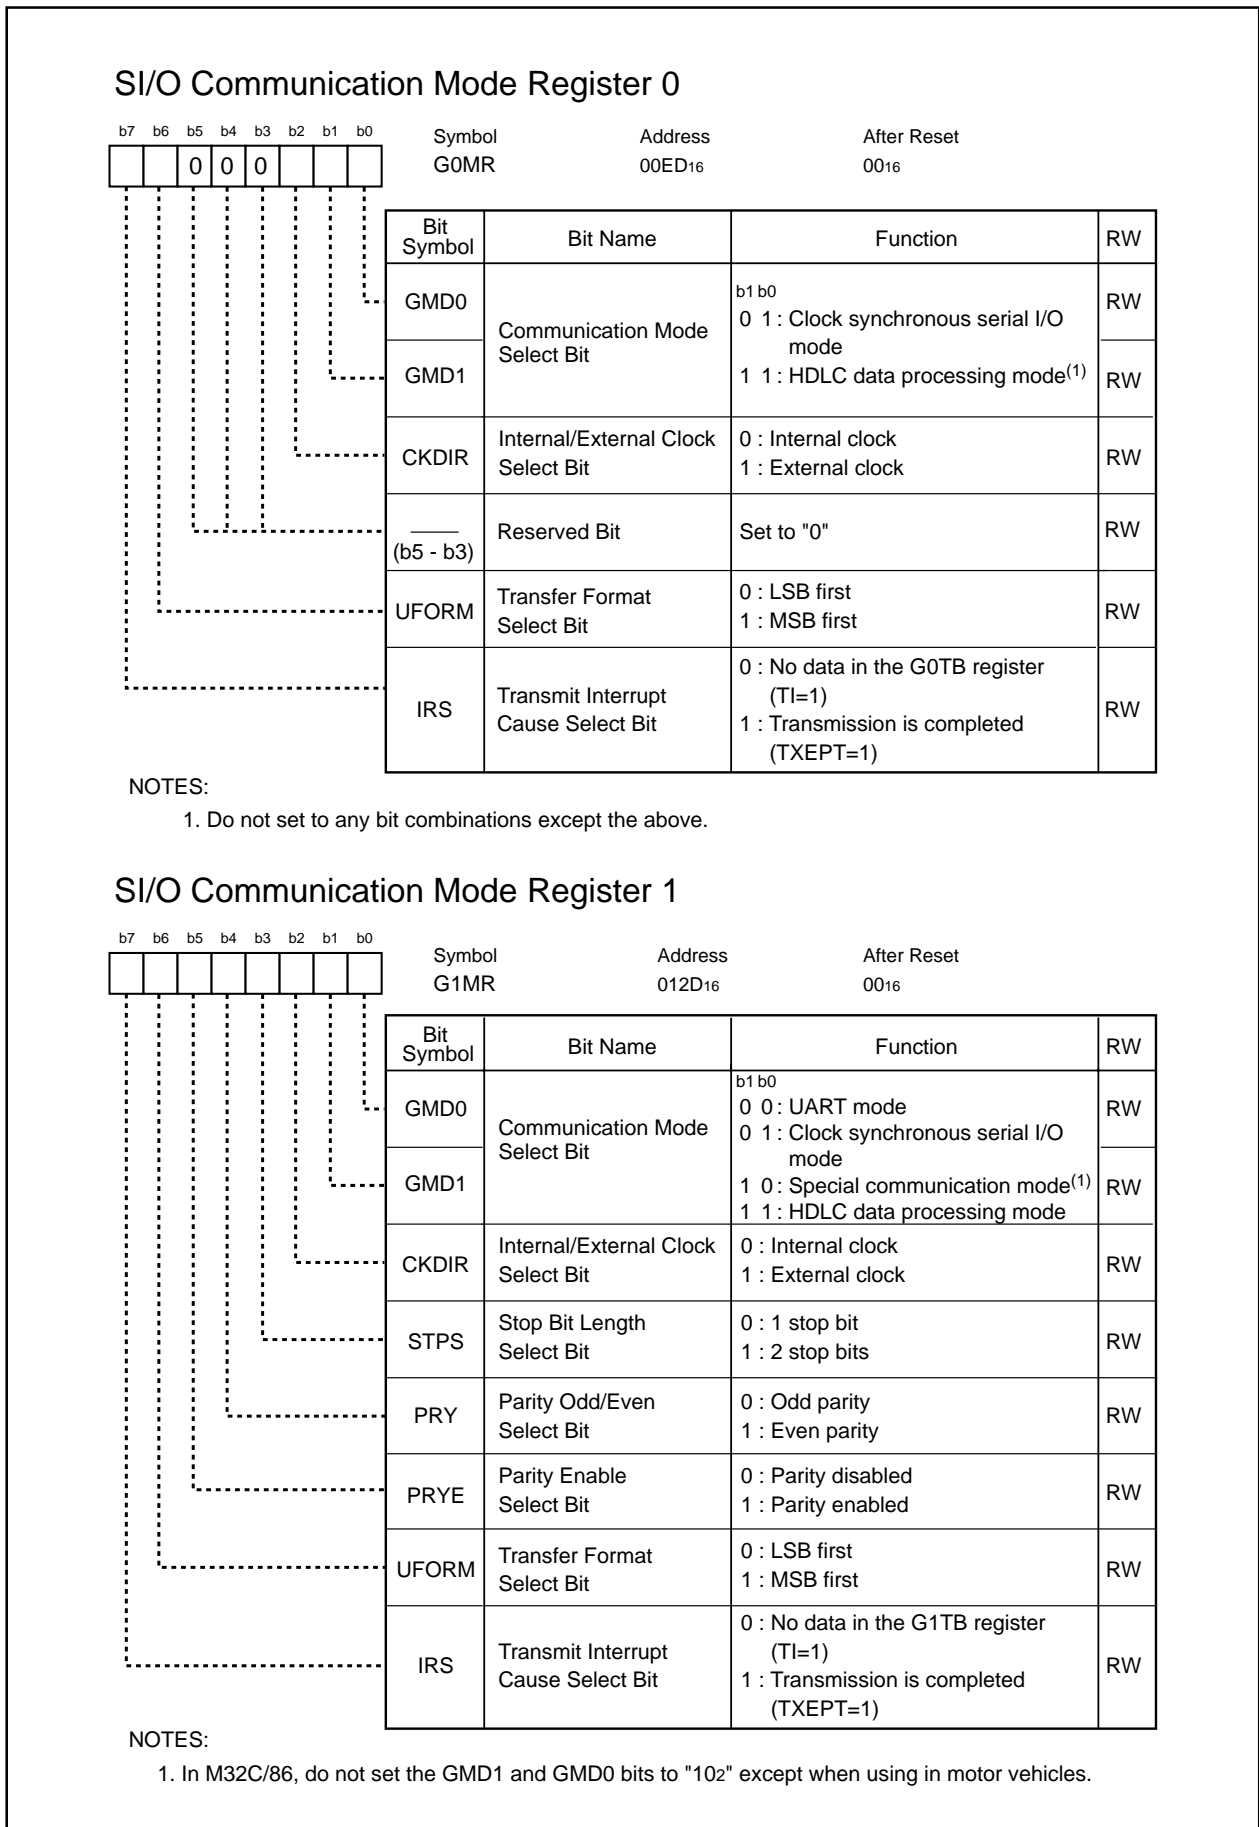 SI/O Communication Mode Register 0
b7 b6 b5 b4 b3 b2 b1 b0
Symbol Address After Reset
0 0 0
G0MR 00ED16 0016
Bit Symbol Bit Name Function RW
GMD0
GMD1
Communication Mode
Select Bit
b1 b0
0 1 : Clock synchronous serial I/O
mode
1 1 : HDLC data processing mode(1)
RW
RW
CKDIR
Internal/External Clock
Select Bit
0 : Internal clock
1 : External clock
RW
(b5 - b3)
Reserved Bit
Set to "0"
RW
UFORM
Transfer Format
Select Bit
0 : LSB first
1 : MSB first
RW
IRS
Transmit Interrupt
Cause Select Bit
0 : No data in the G0TB register
(TI=1)
1 : Transmission is completed
(TXEPT=1)
RW
NOTES:
1. Do not set to any bit combinations except the above.
SI/O Communication Mode Register 1
b7 b6 b5 b4 b3 b2 b1 b0
Symbol Address After Reset
G1MR 012D16 0016
Bit Symbol Bit Name Function RW
GMD0
GMD1
Communication Mode
Select Bit
b1 b0
0 0 : UART mode
0 1 : Clock synchronous serial I/O
mode
1 0 : Special communication mode(1)
1 1 : HDLC data processing mode
RW
RW
CKDIR
Internal/External Clock
Select Bit
0 : Internal clock
1 : External clock
RW
STPS
Stop Bit Length
Select Bit
0 : 1 stop bit
1 : 2 stop bits
RW
PRY
Parity Odd/Even
Select Bit
0 : Odd parity
1 : Even parity
RW
PRYE
Parity Enable
Select Bit
0 : Parity disabled
1 : Parity enabled
RW
UFORM
Transfer Format
Select Bit
0 : LSB first
1 : MSB first
RW
IRS
Transmit Interrupt
Cause Select Bit
0 : No data in the G1TB register
(TI=1)
1 : Transmission is completed
(TXEPT=1)
RW
NOTES:
1. In M32C/86, do not set the GMD1 and GMD0 bits to "102" except when using in motor vehicles.